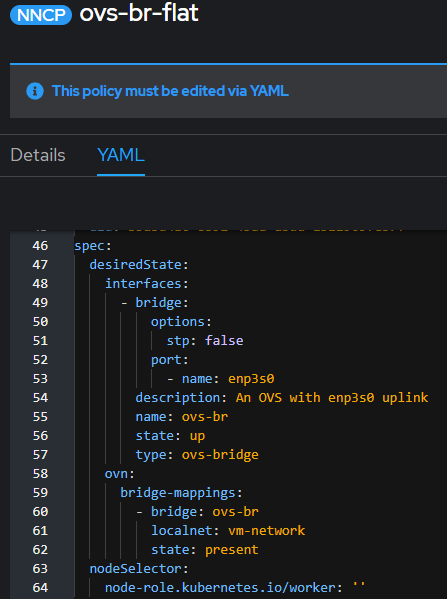 NNCP ovs-br-flat
This policy must be edited via YAML
Details YAML
46 spec:
47 desiredState:
48 interfaces:
49 - bridge:
50 options:
51 stp: false
52 port:
53 - name: enp3s0
54 description: An OVS with enp3s0 uplink
55 name: ovs-br
56 state: up
57 type: ovs-bridge
58 ovn:
59 bridge-mappings:
60 - bridge: ovs-br
61 localnet: vm-network
62 state: present
63 nodeSelector:
64 node-role.kubernetes.io/worker: ''